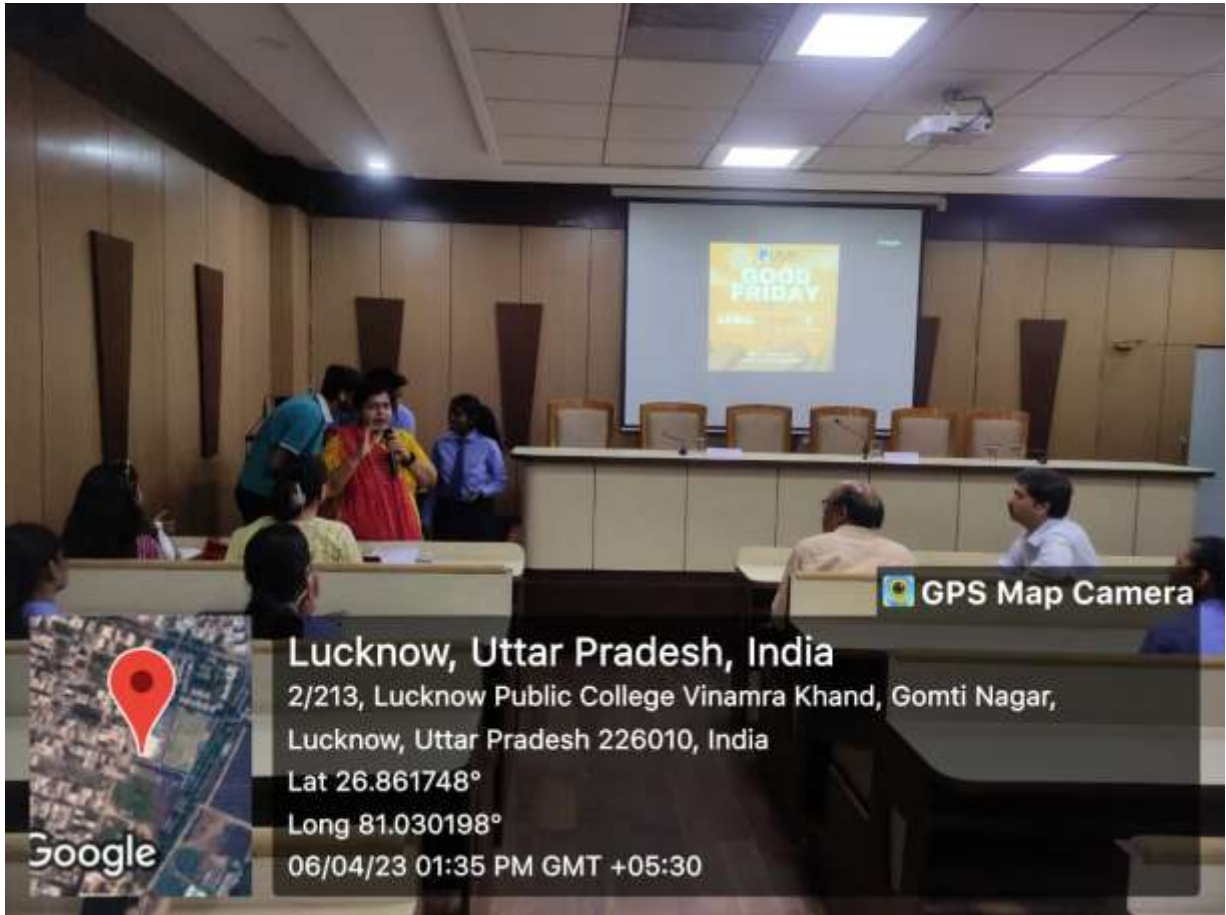 GOOD
FRIDAY
APRIL
GPS Map Camera
Lucknow, Uttar Pradesh, India
2/213, Lucknow Public College Vinamra Khand, Gomti Nagar,
Lucknow, Uttar Pradesh 226010, India
Lat 26.861748°
Long 81.030198°
06/04/23 01:35 PM GMT +05:30
Google